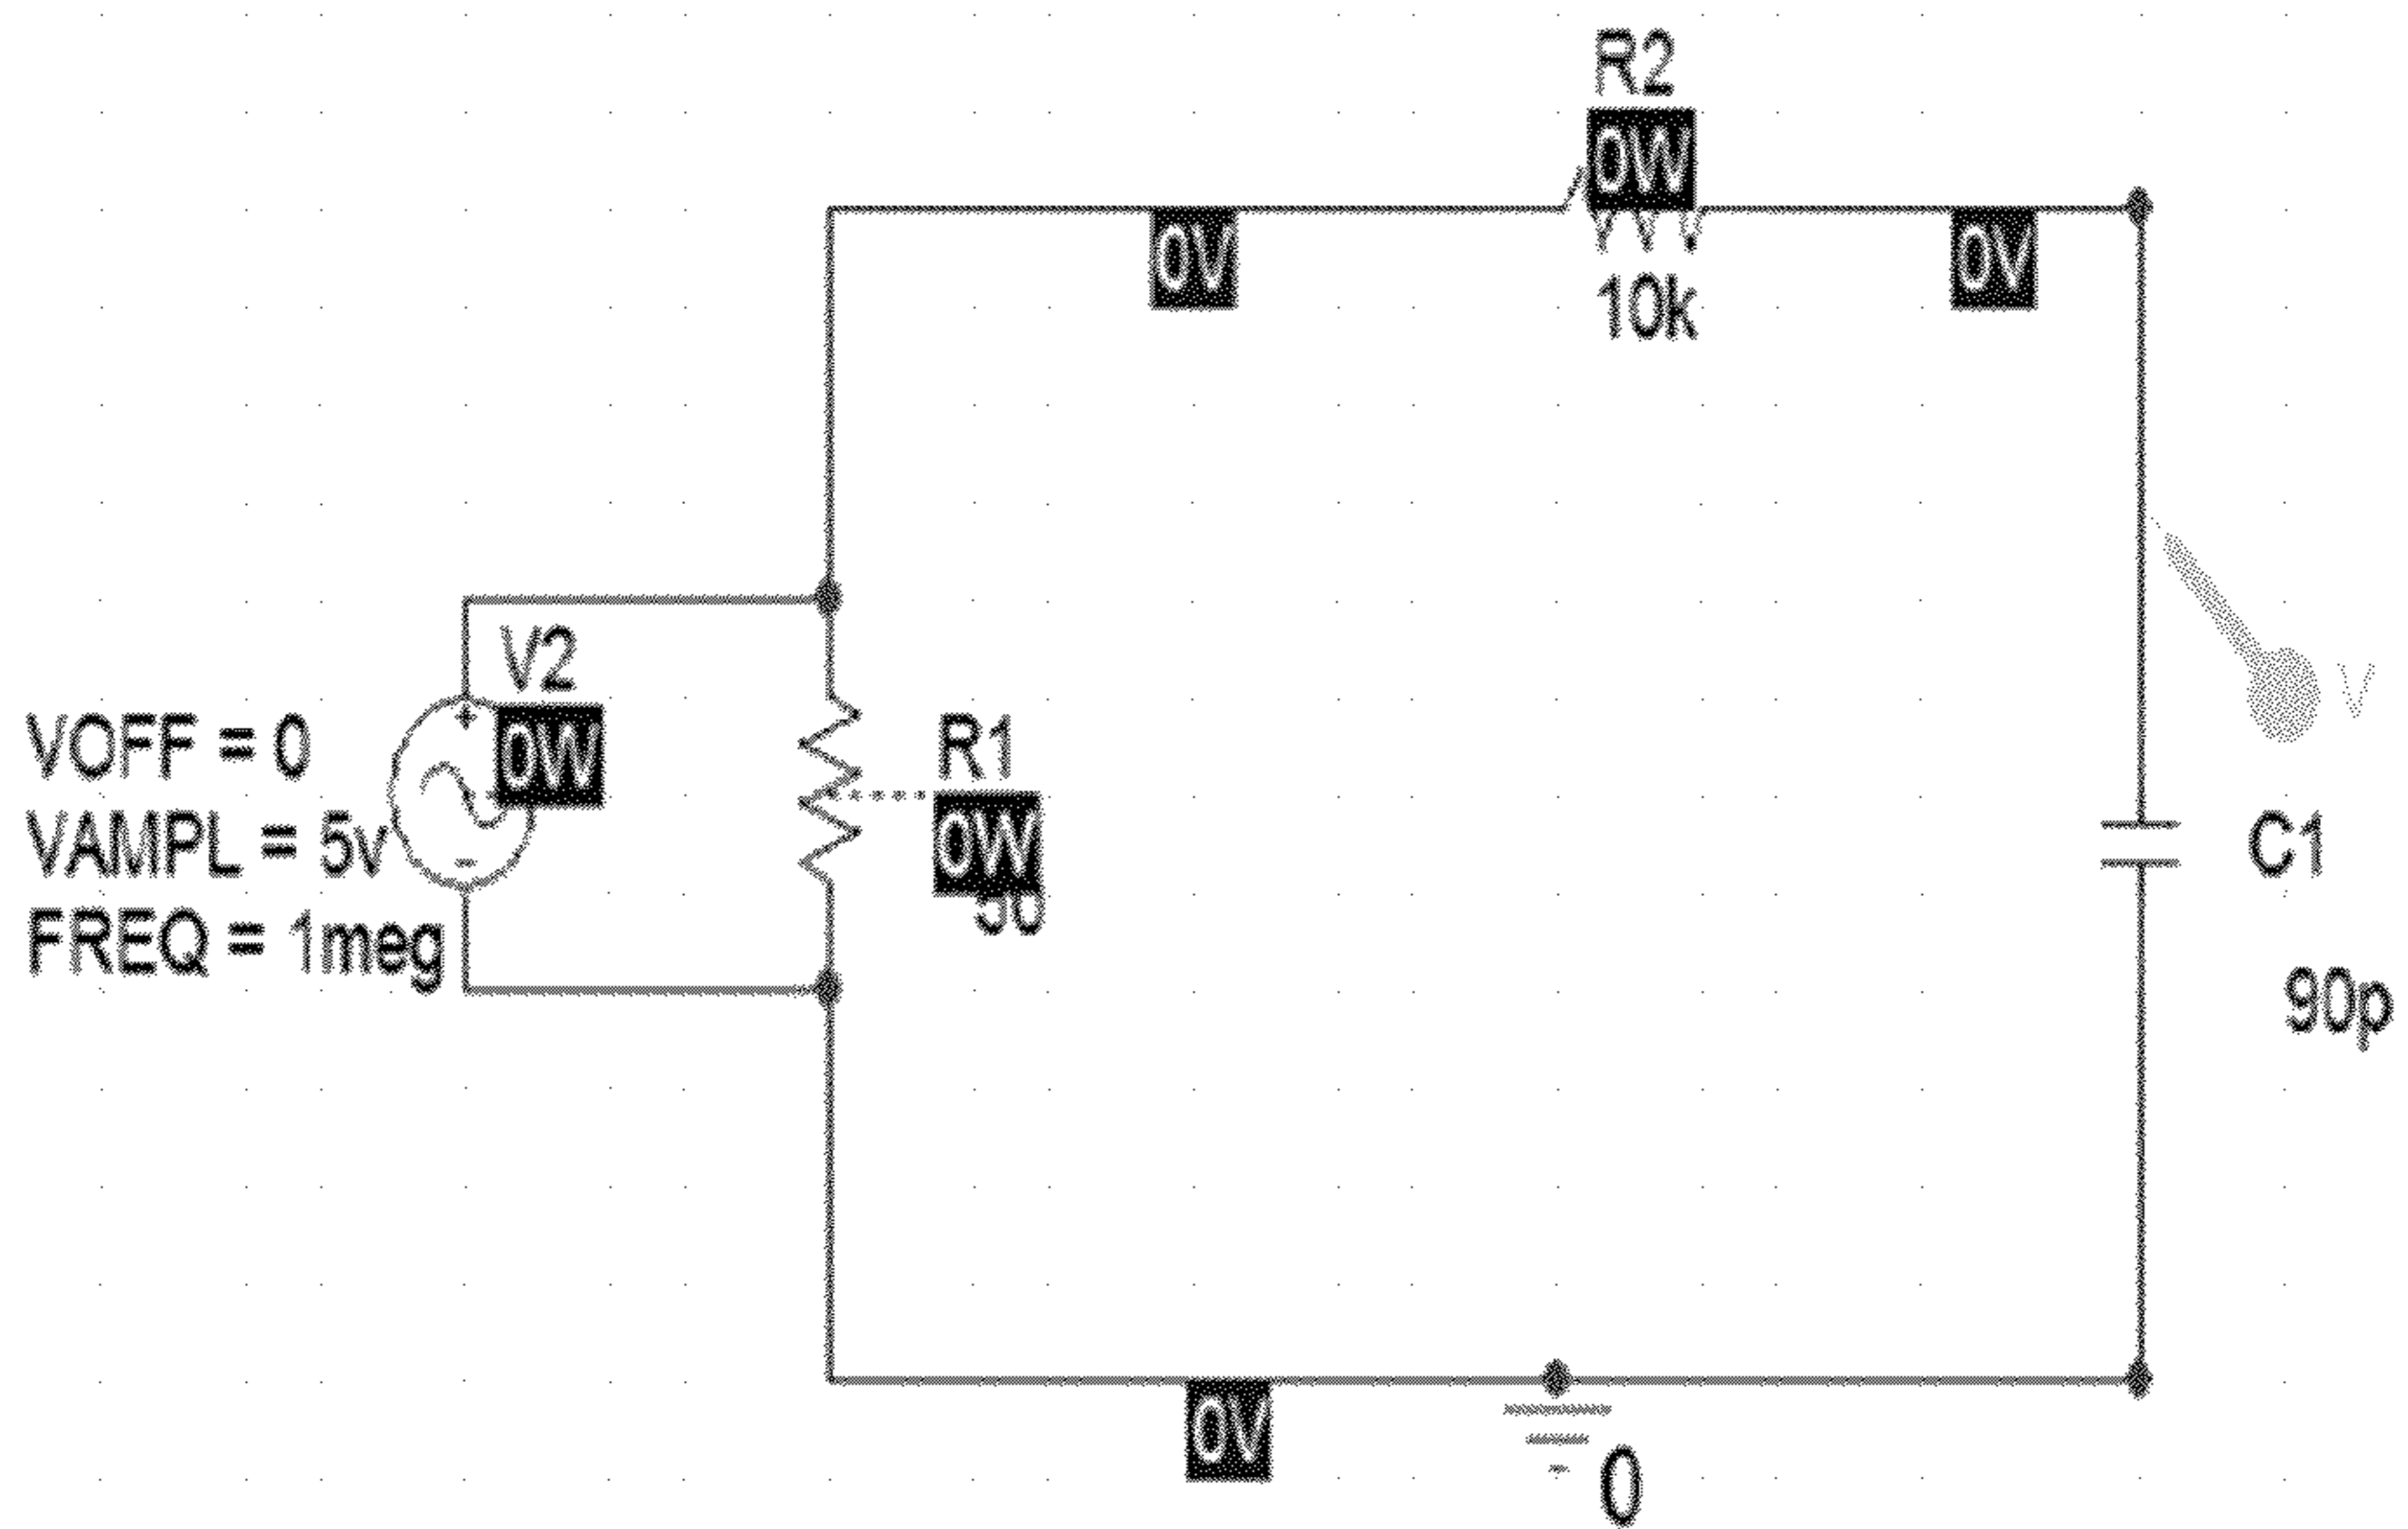 R2
0W
0V
0V
10k
V2
0W
VOFF = 0
VAMPL = 5v
FREQ = 1meg
R1
0W
V
C1
90p
0V
0